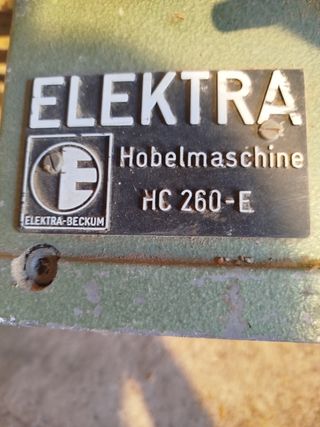 ELEKTRA
E
ELEKTRA-BECKUM
Hobelmaschine
HC 260-E